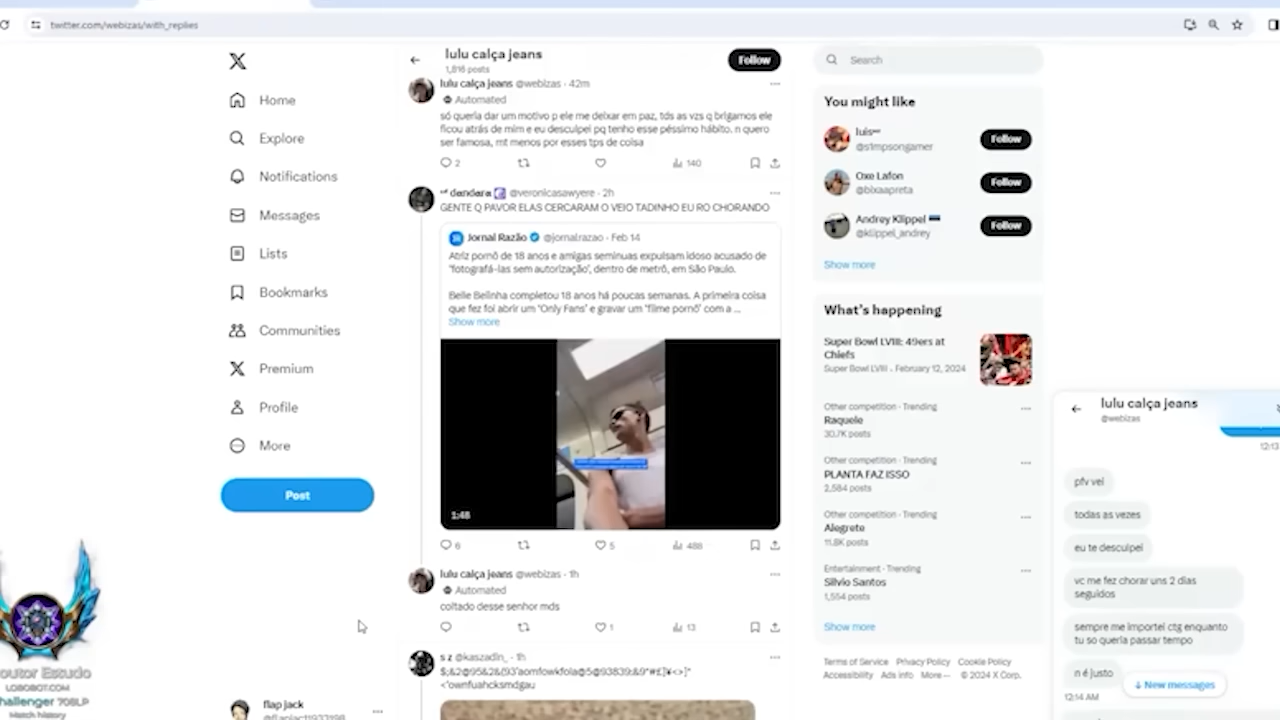 twitter.com/webizas/with_replies
Home
Explore
Notifications
Messages
Lists
Bookmarks
Communities
Premium
Profile
More
Post
lulu calça jeans
1,816 posts
Follow
lulu calça jeans @webizas · 42m
Automated
só queria dar um motivo p ele me deixar em paz, tds as vzs q brigamos ele
ficou atrás de mim e eu desculpei pq tenho esse péssimo hábito. n quero
ser famosa, mt menos por esses tps de coisa
2
140
dandara @veronicasawyere · 2h
GENTE Q PAVOR ELAS CERCARAM O VEIO TADINHO EU RO CHORANDO
Jornal Razão @jornalrazao · Feb 14
Atriz pornô de 18 anos e amigas seminuas expulsam idoso acusado de
"fotografá-las sem autorização", dentro de metrô, em São Paulo.
Belle Belinha completou 18 anos há poucas semanas. A primeira coisa
que fez foi abrir um "Only Fans" e gravar um "filme pornô" com a ...
Show more
1:48
6
5
488
lulu calça jeans @webizas · 1h
Automated
coitado desse senhor mds
1
13
s z @kaszadin_ · 1h
Search
You might like
luis
@s1mpsongamer
Follow
Oxe Lafon
@bixaapreta
Follow
Andrey Klippel
@klippel_andrey
Follow
Show more
What's happening
Super Bowl LVIII: 49ers at
Chiefs
Super Bowl LVIII · February 12, 2024
Other competition · Trending
Raquele
30.7K posts
Other competition · Trending
PLANTA FAZ ISSO
2,584 posts
Other competition · Trending
Alegrete
11.8K posts
Entertainment · Trending
Silvio Santos
1,554 posts
Show more
Terms of Service Privacy Policy Cookie Policy
Accessibility Ads info More ··· © 2024 X Corp.
lulu calça jeans
@webizas
12:13
pfv vei
todas as vezes
eu te desculpei
vc me fez chorar uns 2 dias
seguidos
sempre me importei ctg enquanto
tu so queria passar tempo
n é justo
New messages
12:14 AM
outor Estudo
LOBOBOT.COM
hallenger 708LP
Match history
flap jack